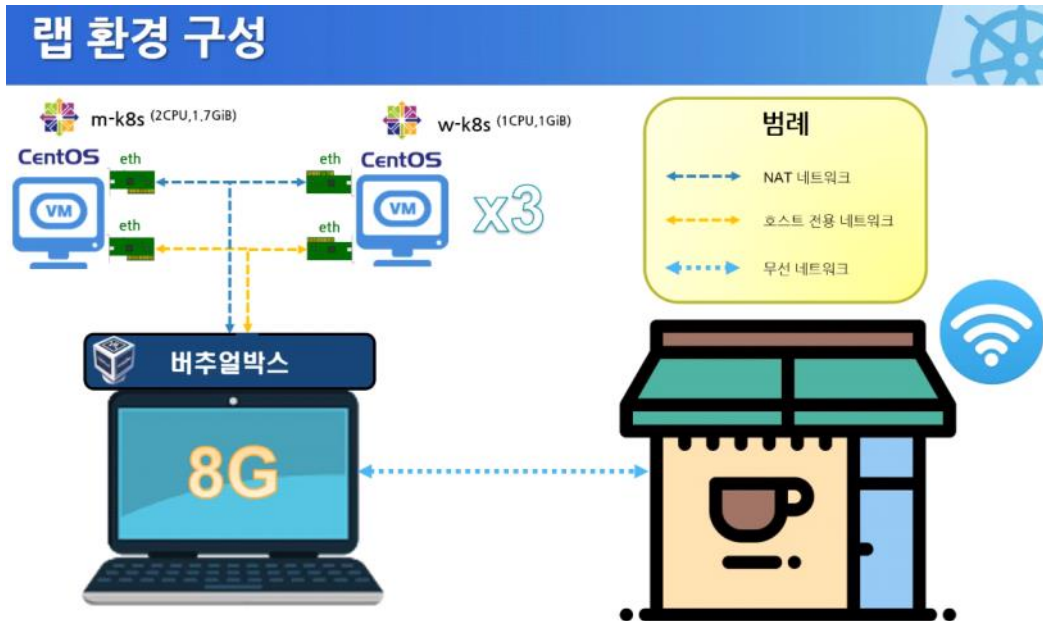 랩 환경 구성
m-k8s (2CPU,1.7GiB)
w-k8s (1CPU,1GiB)
CentOS
eth
eth
CentOS
VM
VM
x3
eth
eth
버추얼박스
8G
범례
NAT 네트워크
호스트 전용 네트워크
무선 네트워크